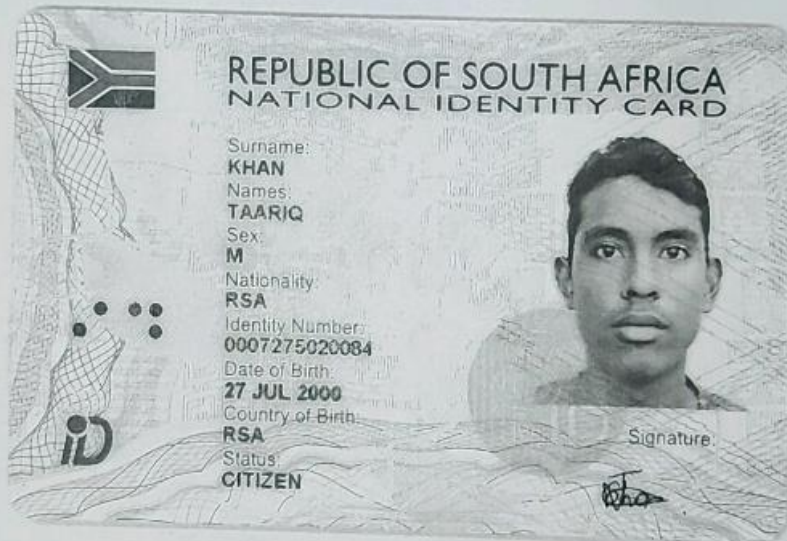 REPUBLIC OF SOUTH AFRICA
NATIONAL IDENTITY CARD
Surname:
KHAN
Names:
TAARIQ
Sex:
M
Nationality:
RSA
Identity Number:
0007275020084
Date of Birth:
27 JUL 2000
Country of Birth:
RSA
Status:
CITIZEN
Signature:
iD